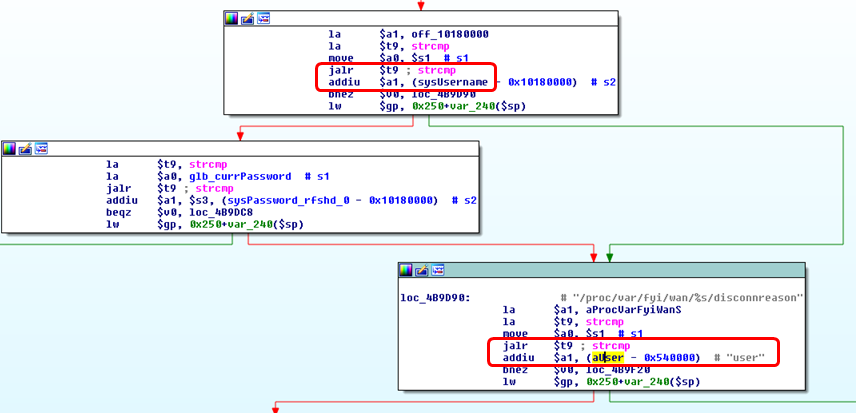 la $a1, off_10180000
la $t9, strcmp
move $a0, $s1 # s1
jalr $t9 ; strcmp
addiu $a1, (sysUsername - 0x10180000) # s2
bnez $v0, loc_4B9D90
lw $gp, 0x250+var_240($sp)
la $t9, strcmp
la $a0, glb_currPassword # s1
jalr $t9 ; strcmp
addiu $a1, $s3, (sysPassword_rfshd_0 - 0x10180000) # s2
beqz $v0, loc_4B9DC8
lw $gp, 0x250+var_240($sp)
loc_4B9D90: # "/proc/var/fyi/wan/%s/disconnreason"
la $a1, aProcVarFyiWanS
la $t9, strcmp
move $a0, $s1 # s1
jalr $t9 ; strcmp
addiu $a1, (aUser - 0x540000) # "user"
bnez $v0, loc_4B9F20
lw $gp, 0x250+var_240($sp)